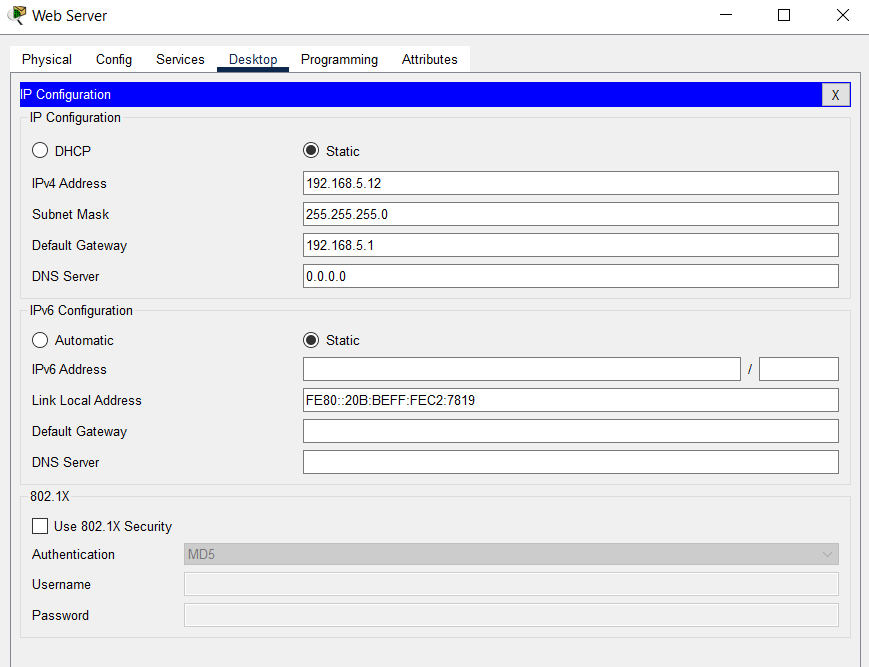 Web Server
Physical Config Services Desktop Programming Attributes
IP Configuration X
IP Configuration
DHCP Static
IPv4 Address 192.168.5.12
Subnet Mask 255.255.255.0
Default Gateway 192.168.5.1
DNS Server 0.0.0.0
IPv6 Configuration
Automatic Static
IPv6 Address /
Link Local Address FE80::20B:BEFF:FEC2:7819
Default Gateway
DNS Server
802.1X
Use 802.1X Security
Authentication MD5
Username
Password